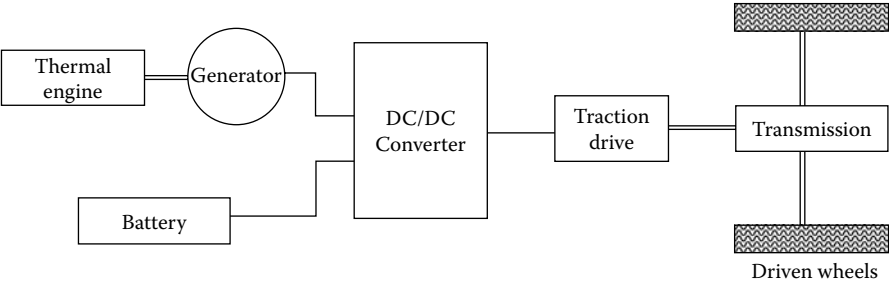 Thermal
engine
Generator
DC/DC
Converter
Battery
Traction
drive
Transmission
Driven wheels